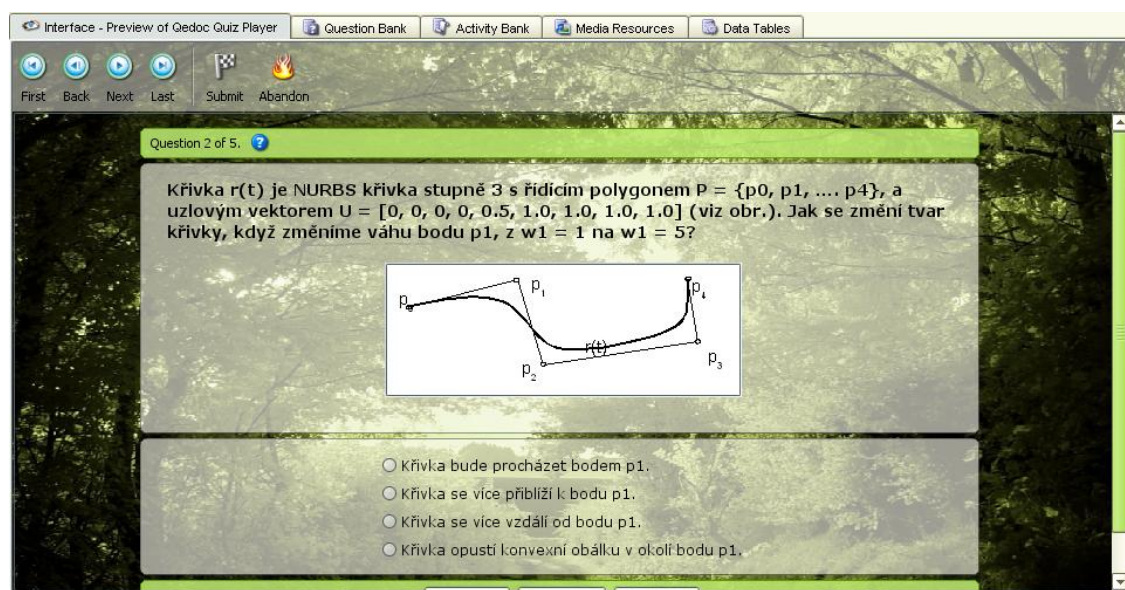 Interface - Preview of Qedoc Quiz Player Question Bank Activity Bank Media Resources Data Tables
First Back Next Last Submit Abandon
Question 2 of 5. ?
Křivka r(t) je NURBS křivka stupně 3 s řídicím polygonem P = {p0, p1, .... p4}, a
uzlovým vektorem U = [0, 0, 0, 0, 0.5, 1.0, 1.0, 1.0, 1.0] (viz obr.). Jak se změní tvar
křivky, když změníme váhu bodu p1, z w1 = 1 na w1 = 5?
p1
p
p4
r(t)
p3
p2
Křivka bude procházet bodem p1.
Křivka se více přiblíží k bodu p1.
Křivka se více vzdálí od bodu p1.
Křivka opustí konvexní obálku v okolí bodu p1.